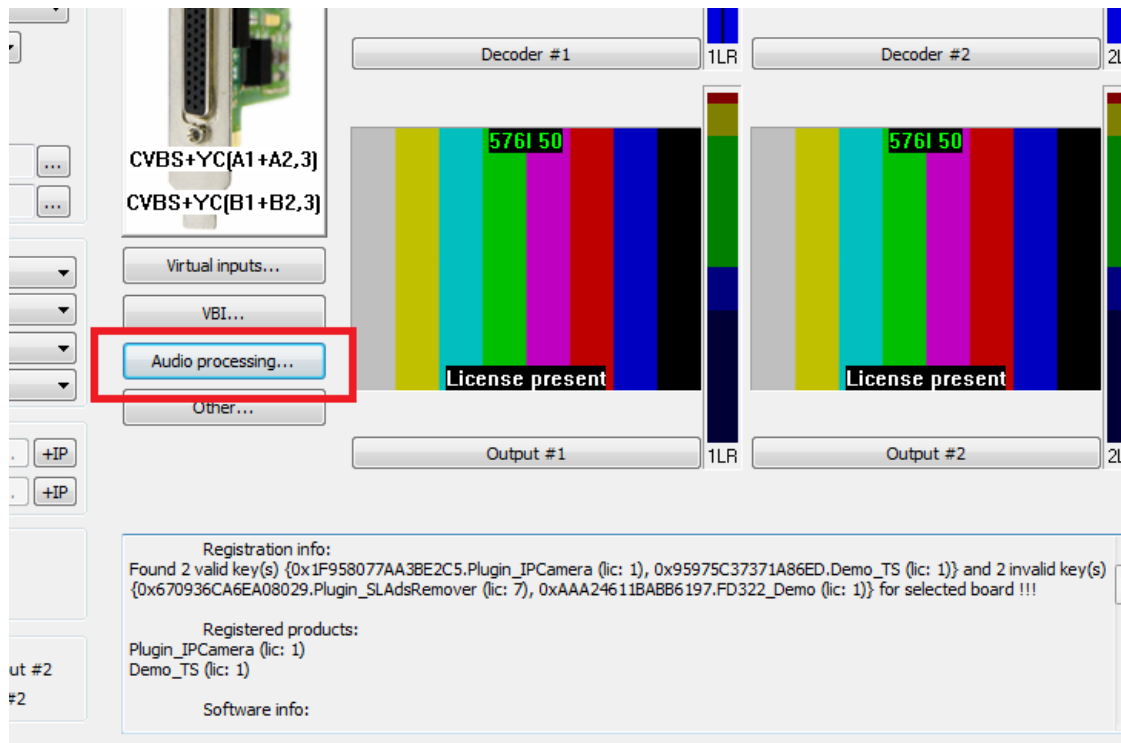 Decoder #1
1LR
Decoder #2
2L
...
CVBS+YC(A1+A2,3)
...
CVBS+YC(B1+B2,3)
576I 50
576I 50
Virtual inputs...
VBI...
Audio processing...
License present
License present
Other...
+IP
Output #1
1LR
Output #2
2L
+IP
Registration info:
Found 2 valid key(s) {0x1F958077AA3BE2C5.Plugin_IPCamera (lic: 1), 0x95975C37371A86ED.Demo_TS (lic: 1)} and 2 invalid key(s)
{0x670936CA6EA08029.Plugin_SLAdsRemover (lic: 7), 0xAAA24611BABB6197.FD322_Demo (lic: 1)} for selected board !!!
Registered products:
Plugin_IPCamera (lic: 1)
Demo_TS (lic: 1)
ut #2
#2
Software info: